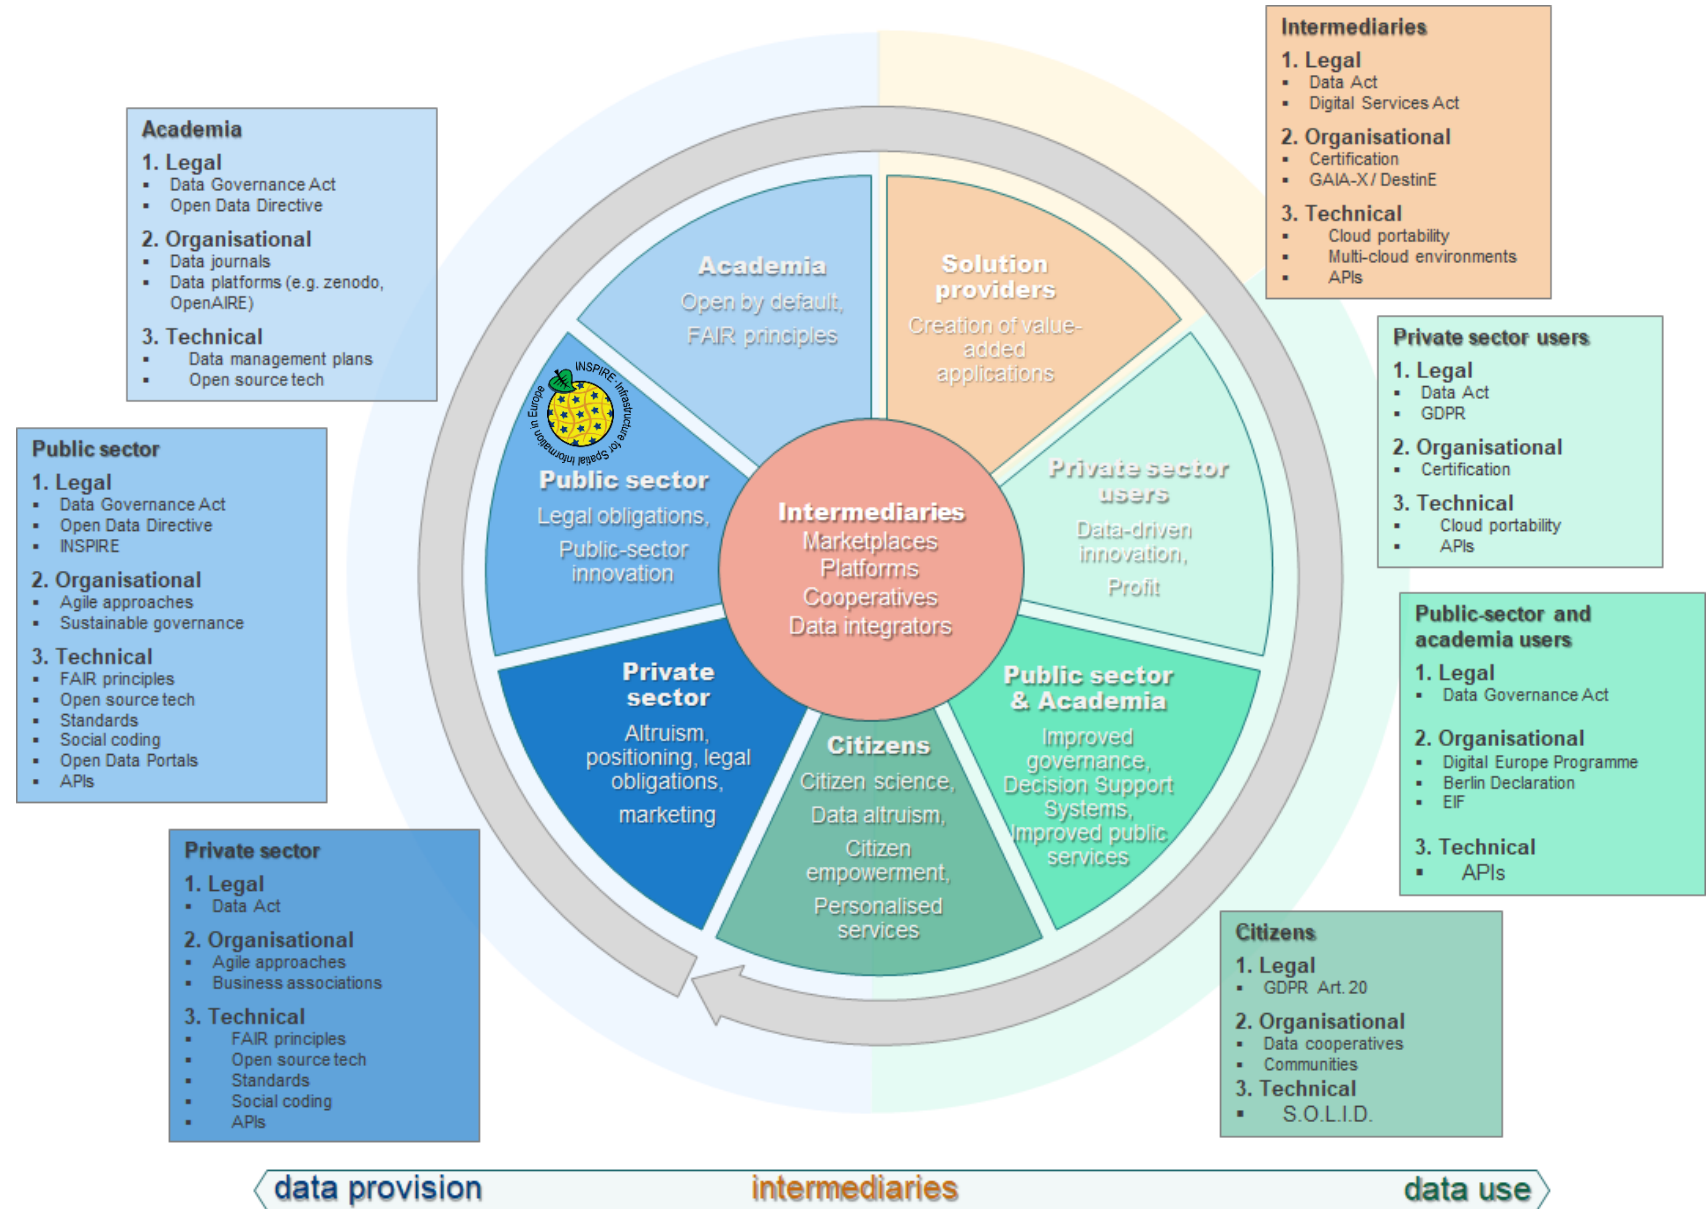 Academia
1. Legal
▪ Data Governance Act
▪ Open Data Directive
2. Organisational
▪ Data journals
▪ Data platforms (e.g. zenodo,
OpenAIRE)
3. Technical
▪ Data management plans
▪ Open source tech
Public sector
1. Legal
▪ Data Governance Act
▪ Open Data Directive
▪ INSPIRE
2. Organisational
▪ Agile approaches
▪ Sustainable governance
3. Technical
▪ FAIR principles
▪ Open source tech
▪ Standards
▪ Social coding
▪ Open Data Portals
▪ APIs
Private sector
1. Legal
▪ Data Act
2. Organisational
▪ Agile approaches
▪ Business associations
3. Technical
▪ FAIR principles
▪ Open source tech
▪ Standards
▪ Social coding
▪ APIs
Academia
Open by default,
FAIR principles
Solution
providers
Creation of value-
added
applications
INSPIRE · Infrastructure for Spatial Information in Europe
Public sector
Legal obligations,
Public-sector
innovation
Intermediaries
Marketplaces
Platforms
Cooperatives
Data integrators
Private sector
users
Data-driven
innovation,
Profit
Private
sector
Altruism,
positioning, legal
obligations,
marketing
Citizens
Citizen science,
Data altruism,
Citizen
empowerment,
Personalised
services
Public sector
& Academia
Improved
governance,
Decision Support
Systems,
Improved public
services
Intermediaries
1. Legal
▪ Data Act
▪ Digital Services Act
2. Organisational
▪ Certification
▪ GAIA-X / DestinE
3. Technical
▪ Cloud portability
▪ Multi-cloud environments
▪ APIs
Private sector users
1. Legal
▪ Data Act
▪ GDPR
2. Organisational
▪ Certification
3. Technical
▪ Cloud portability
▪ APIs
Public-sector and
academia users
1. Legal
▪ Data Governance Act
2. Organisational
▪ Digital Europe Programme
▪ Berlin Declaration
▪ EIF
3. Technical
▪ APIs
Citizens
1. Legal
▪ GDPR Art. 20
2. Organisational
▪ Data cooperatives
▪ Communities
3. Technical
▪ S.O.L.I.D.
data provision
intermediaries
data use